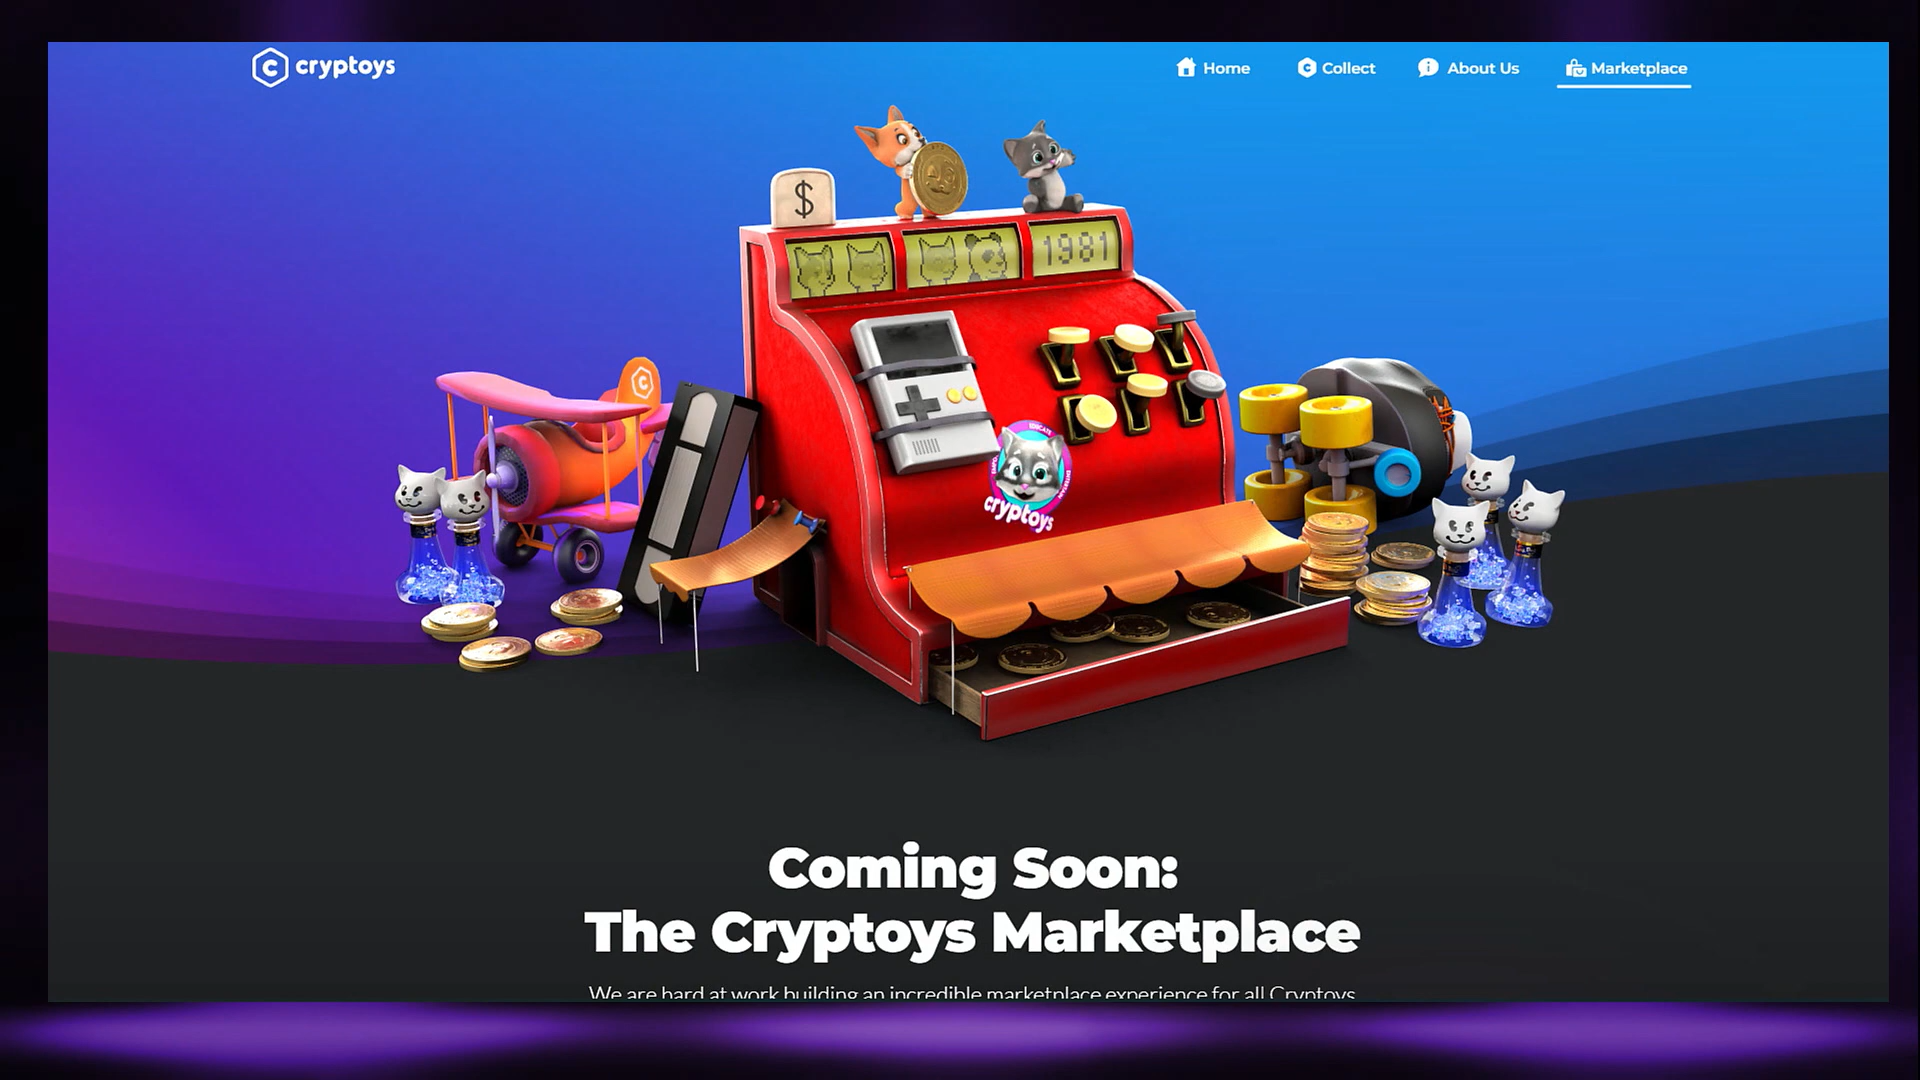 cryptoys
Home
Collect
About Us
Marketplace
$
1981
EDUCATE
cryptoys
Coming Soon:
The Cryptoys Marketplace
We are hard at work building an incredible marketplace experience for all Cryptoys